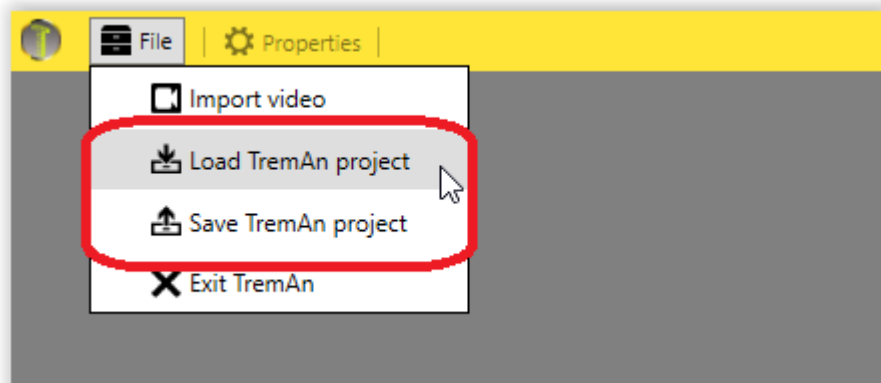 File
Properties
Import video
Load TremAn project
Save TremAn project
Exit TremAn